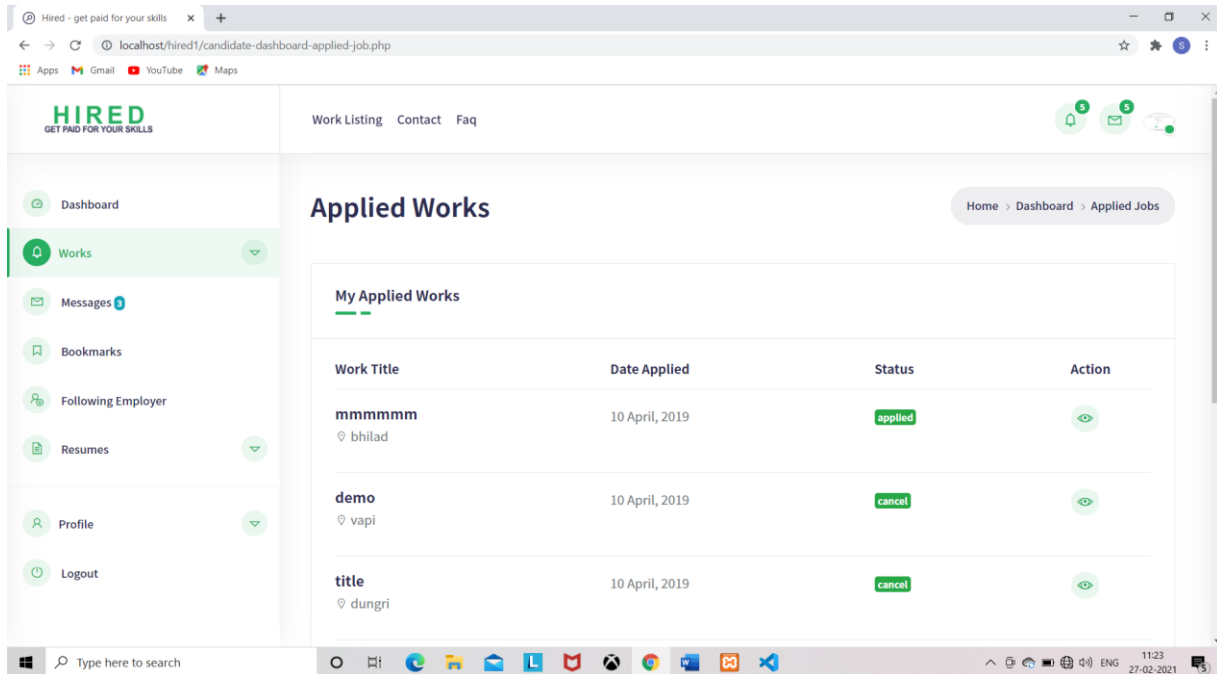 Hired - get paid for your skills
localhost/hired1/candidate-dashboard-applied-job.php
S
Apps Gmail YouTube Maps
HIRED
GET PAID FOR YOUR SKILLS
Work Listing Contact Faq
5 5
Dashboard
Works
Messages 3
Bookmarks
Following Employer
Resumes
Profile
Logout
Applied Works
Home > Dashboard > Applied Jobs
My Applied Works
Work Title Date Applied Status Action
mmmmmm 10 April, 2019 applied
bhilad
demo 10 April, 2019 cancel
vapi
title 10 April, 2019 cancel
dungri
Type here to search
L
ENG
11:23
27-02-2021
5